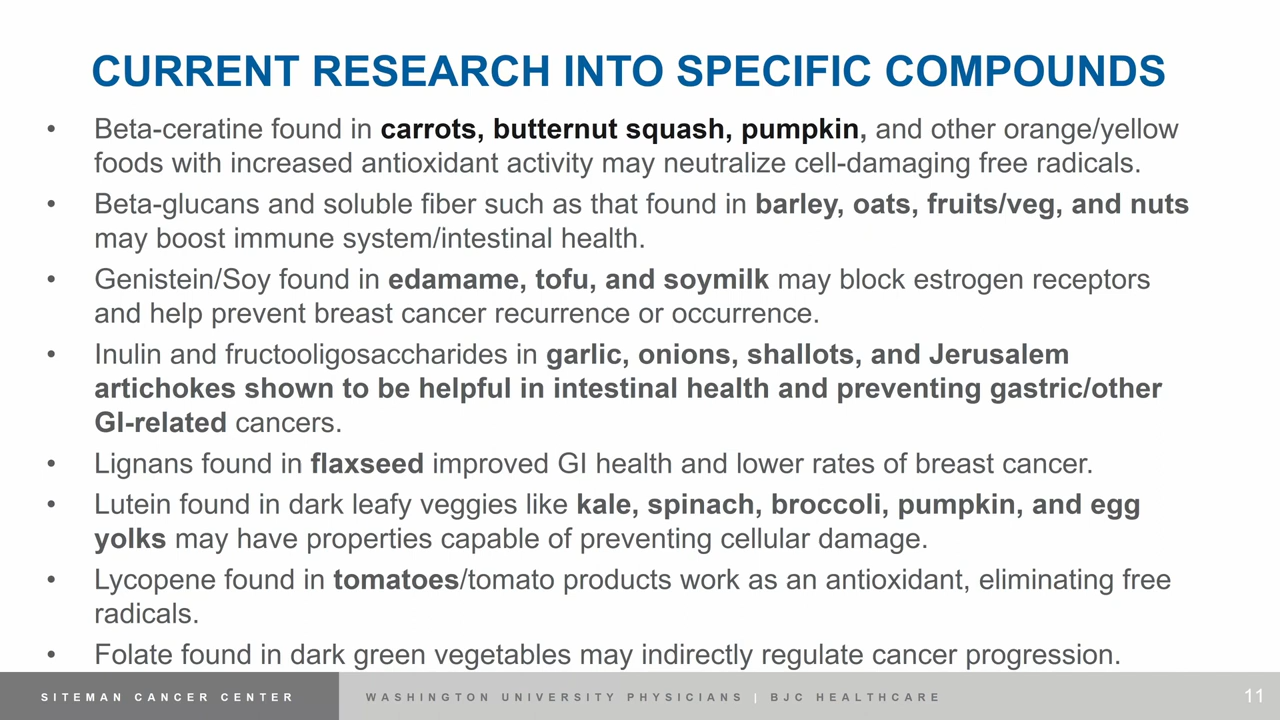 CURRENT RESEARCH INTO SPECIFIC COMPOUNDS
• Beta-ceratine found in carrots, butternut squash, pumpkin, and other orange/yellow
foods with increased antioxidant activity may neutralize cell-damaging free radicals.
• Beta-glucans and soluble fiber such as that found in barley, oats, fruits/veg, and nuts
may boost immune system/intestinal health.
• Genistein/Soy found in edamame, tofu, and soymilk may block estrogen receptors
and help prevent breast cancer recurrence or occurrence.
• Inulin and fructooligosaccharides in garlic, onions, shallots, and Jerusalem
artichokes shown to be helpful in intestinal health and preventing gastric/other
GI-related cancers.
• Lignans found in flaxseed improved GI health and lower rates of breast cancer.
• Lutein found in dark leafy veggies like kale, spinach, broccoli, pumpkin, and egg
yolks may have properties capable of preventing cellular damage.
• Lycopene found in tomatoes/tomato products work as an antioxidant, eliminating free
radicals.
• Folate found in dark green vegetables may indirectly regulate cancer progression.
SITEMAN CANCER CENTER WASHINGTON UNIVERSITY PHYSICIANS | BJC HEALTHCARE 11